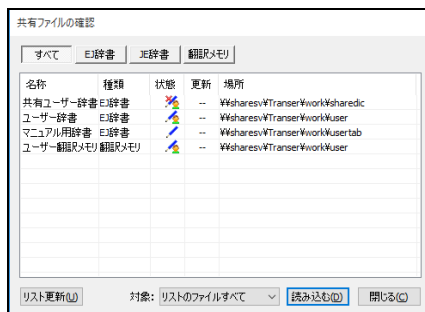 共有ファイルの確認
すべて EJ辞書 JE辞書 翻訳メモリ
名称 種類 状態 更新 場所
共有ユーザー辞書 EJ辞書 -- ¥¥sharesv¥Transer¥work¥sharedic
ユーザー辞書 EJ辞書 -- ¥¥sharesv¥Transer¥work¥user
マニュアル用辞書 EJ辞書 -- ¥¥sharesv¥Transer¥work¥usertab
ユーザー翻訳メモリ 翻訳メモリ -- ¥¥sharesv¥Transer¥work¥user
リスト更新(U) 対象: リストのファイルすべて 読み込む(D) 閉じる(C)